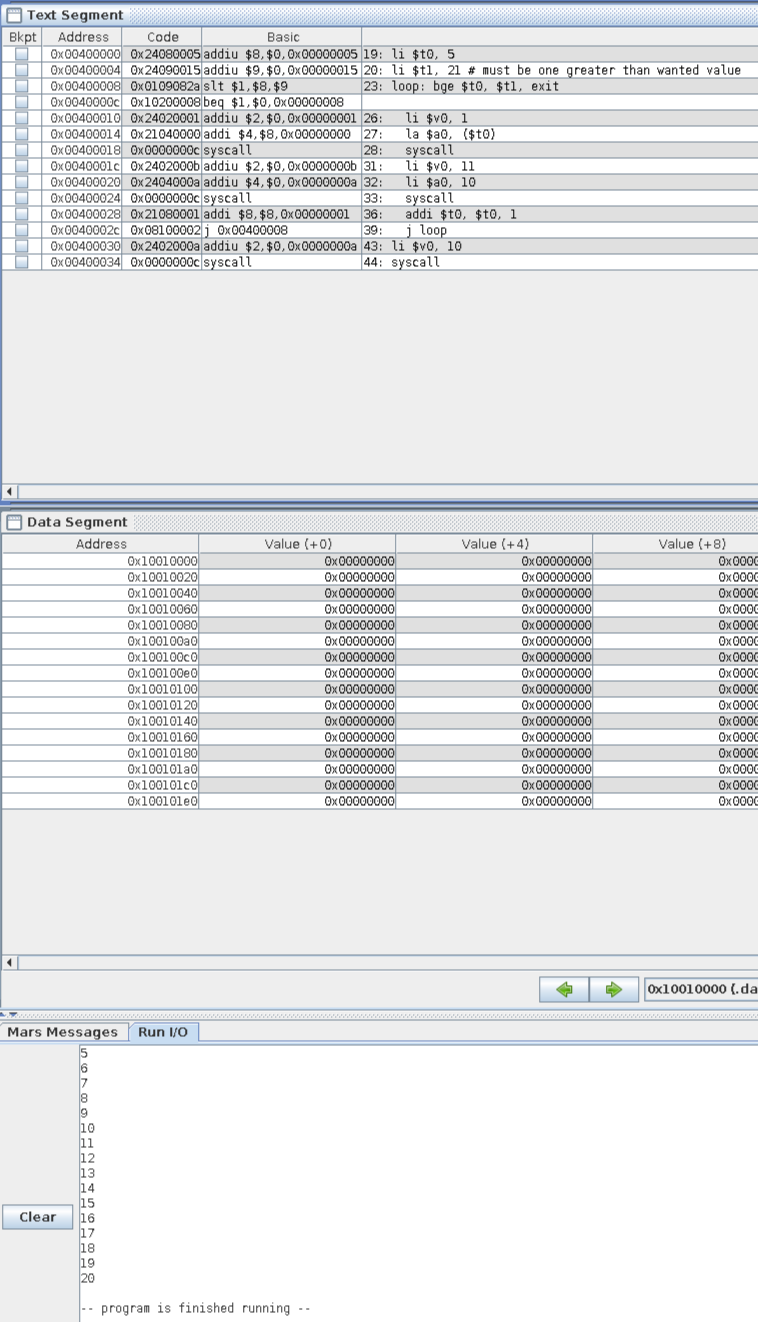 Text Segment
Bkpt Address Code Basic
0x00400000 0x24080005 addiu $8,$0,0x00000005 19: li $t0, 5
0x00400004 0x24090015 addiu $9,$0,0x00000015 20: li $t1, 21 # must be one greater than wanted value
0x00400008 0x0109082a slt $1,$8,$9 23: loop: bge $t0, $t1, exit
0x0040000c 0x10200008 beq $1,$0,0x00000008
0x00400010 0x24020001 addiu $2,$0,0x00000001 26: li $v0, 1
0x00400014 0x21040000 addi $4,$8,0x00000000 27: la $a0, ($t0)
0x00400018 0x0000000c syscall 28: syscall
0x0040001c 0x2402000b addiu $2,$0,0x0000000b 31: li $v0, 11
0x00400020 0x2404000a addiu $4,$0,0x0000000a 32: li $a0, 10
0x00400024 0x0000000c syscall 33: syscall
0x00400028 0x21080001 addi $8,$8,0x00000001 36: addi $t0, $t0, 1
0x0040002c 0x08100002 j 0x00400008 39: j loop
0x00400030 0x2402000a addiu $2,$0,0x0000000a 43: li $v0, 10
0x00400034 0x0000000c syscall 44: syscall
Data Segment
Address Value (+0) Value (+4) Value (+8)
0x10010000 0x00000000 0x00000000 0x0000
0x10010020 0x00000000 0x00000000 0x0000
0x10010040 0x00000000 0x00000000 0x0000
0x10010060 0x00000000 0x00000000 0x0000
0x10010080 0x00000000 0x00000000 0x0000
0x100100a0 0x00000000 0x00000000 0x0000
0x100100c0 0x00000000 0x00000000 0x0000
0x100100e0 0x00000000 0x00000000 0x0000
0x10010100 0x00000000 0x00000000 0x0000
0x10010120 0x00000000 0x00000000 0x0000
0x10010140 0x00000000 0x00000000 0x0000
0x10010160 0x00000000 0x00000000 0x0000
0x10010180 0x00000000 0x00000000 0x0000
0x100101a0 0x00000000 0x00000000 0x0000
0x100101c0 0x00000000 0x00000000 0x0000
0x100101e0 0x00000000 0x00000000 0x0000
0x10010000 (.da
Mars Messages Run I/O
5
6
7
8
9
10
11
12
13
14
15
Clear
16
17
18
19
20
-- program is finished running --